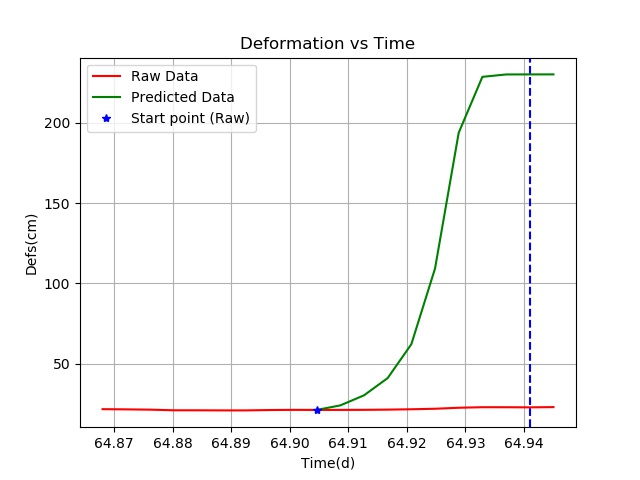 Deformation vs Time
Raw Data
Predicted Data
Start point (Raw)
200
150
100
50
Defs(cm)
64.87 64.88 64.89 64.90 64.91 64.92 64.93 64.94
Time(d)